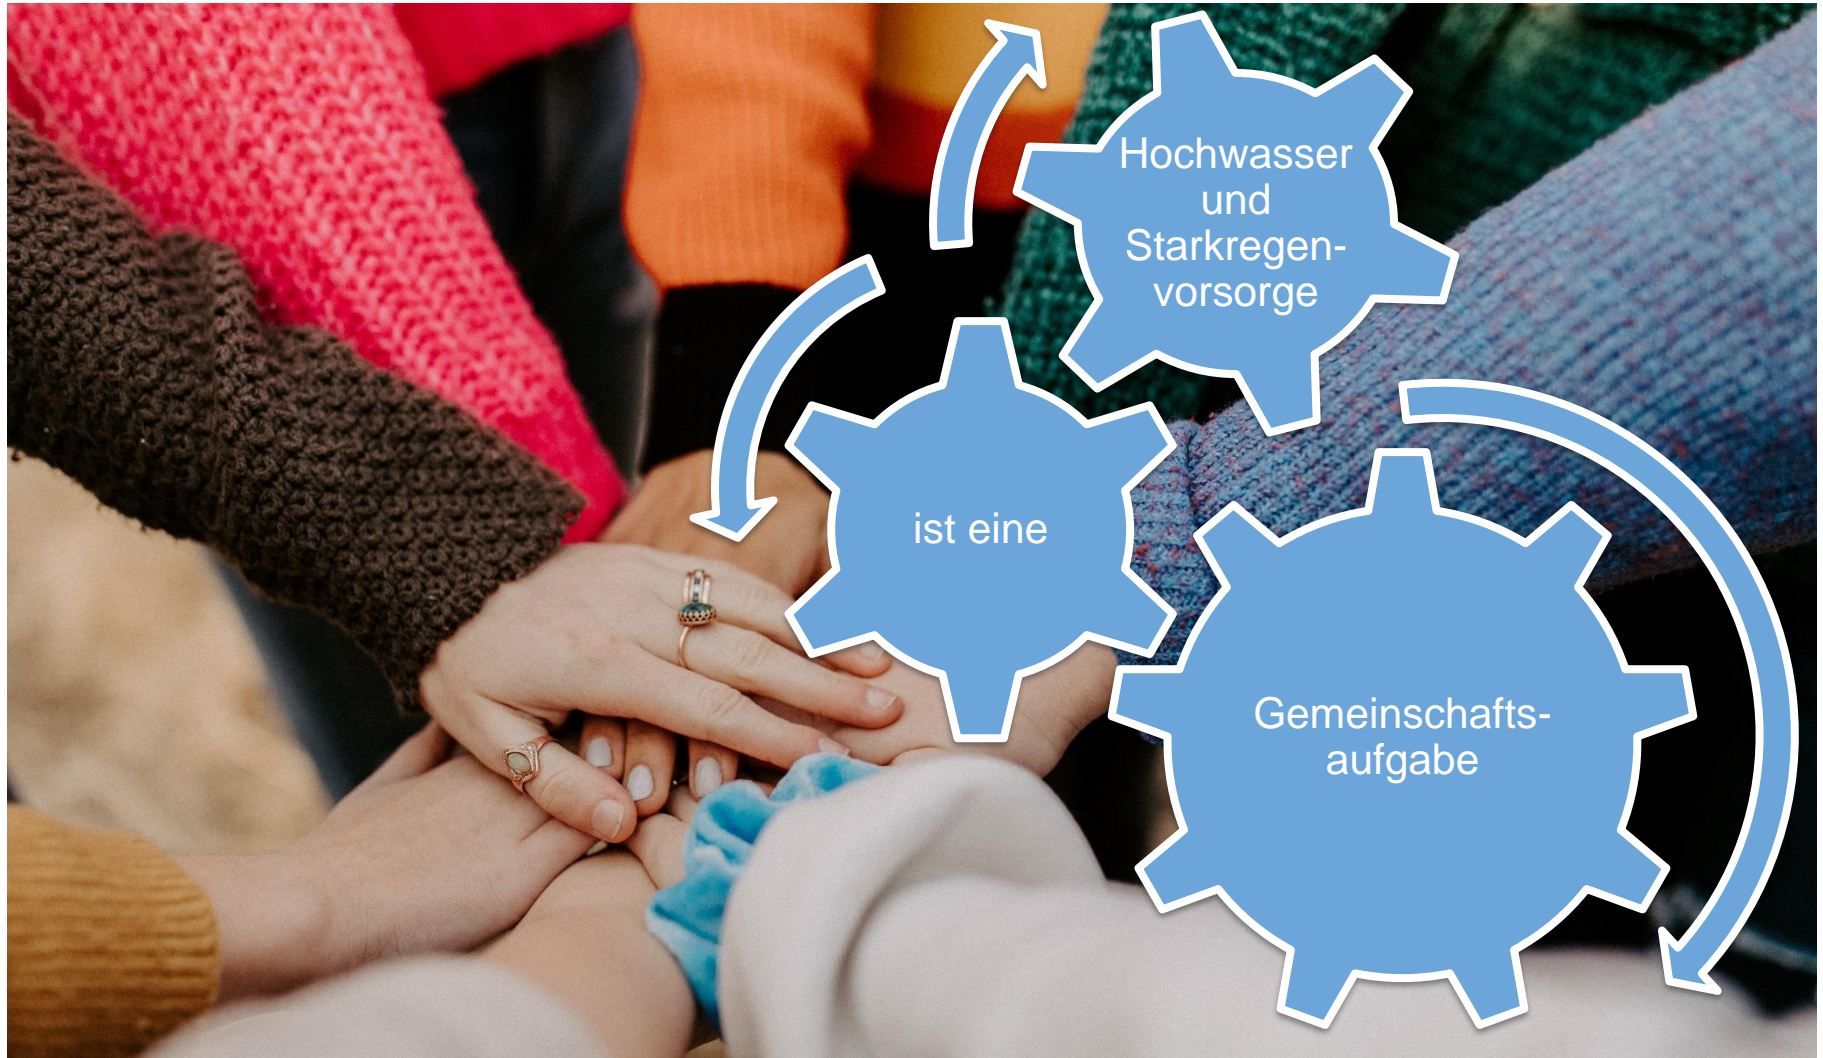 Hochwasser
und
Starkregen-
vorsorge
ist eine
Gemeinschafts-
aufgabe